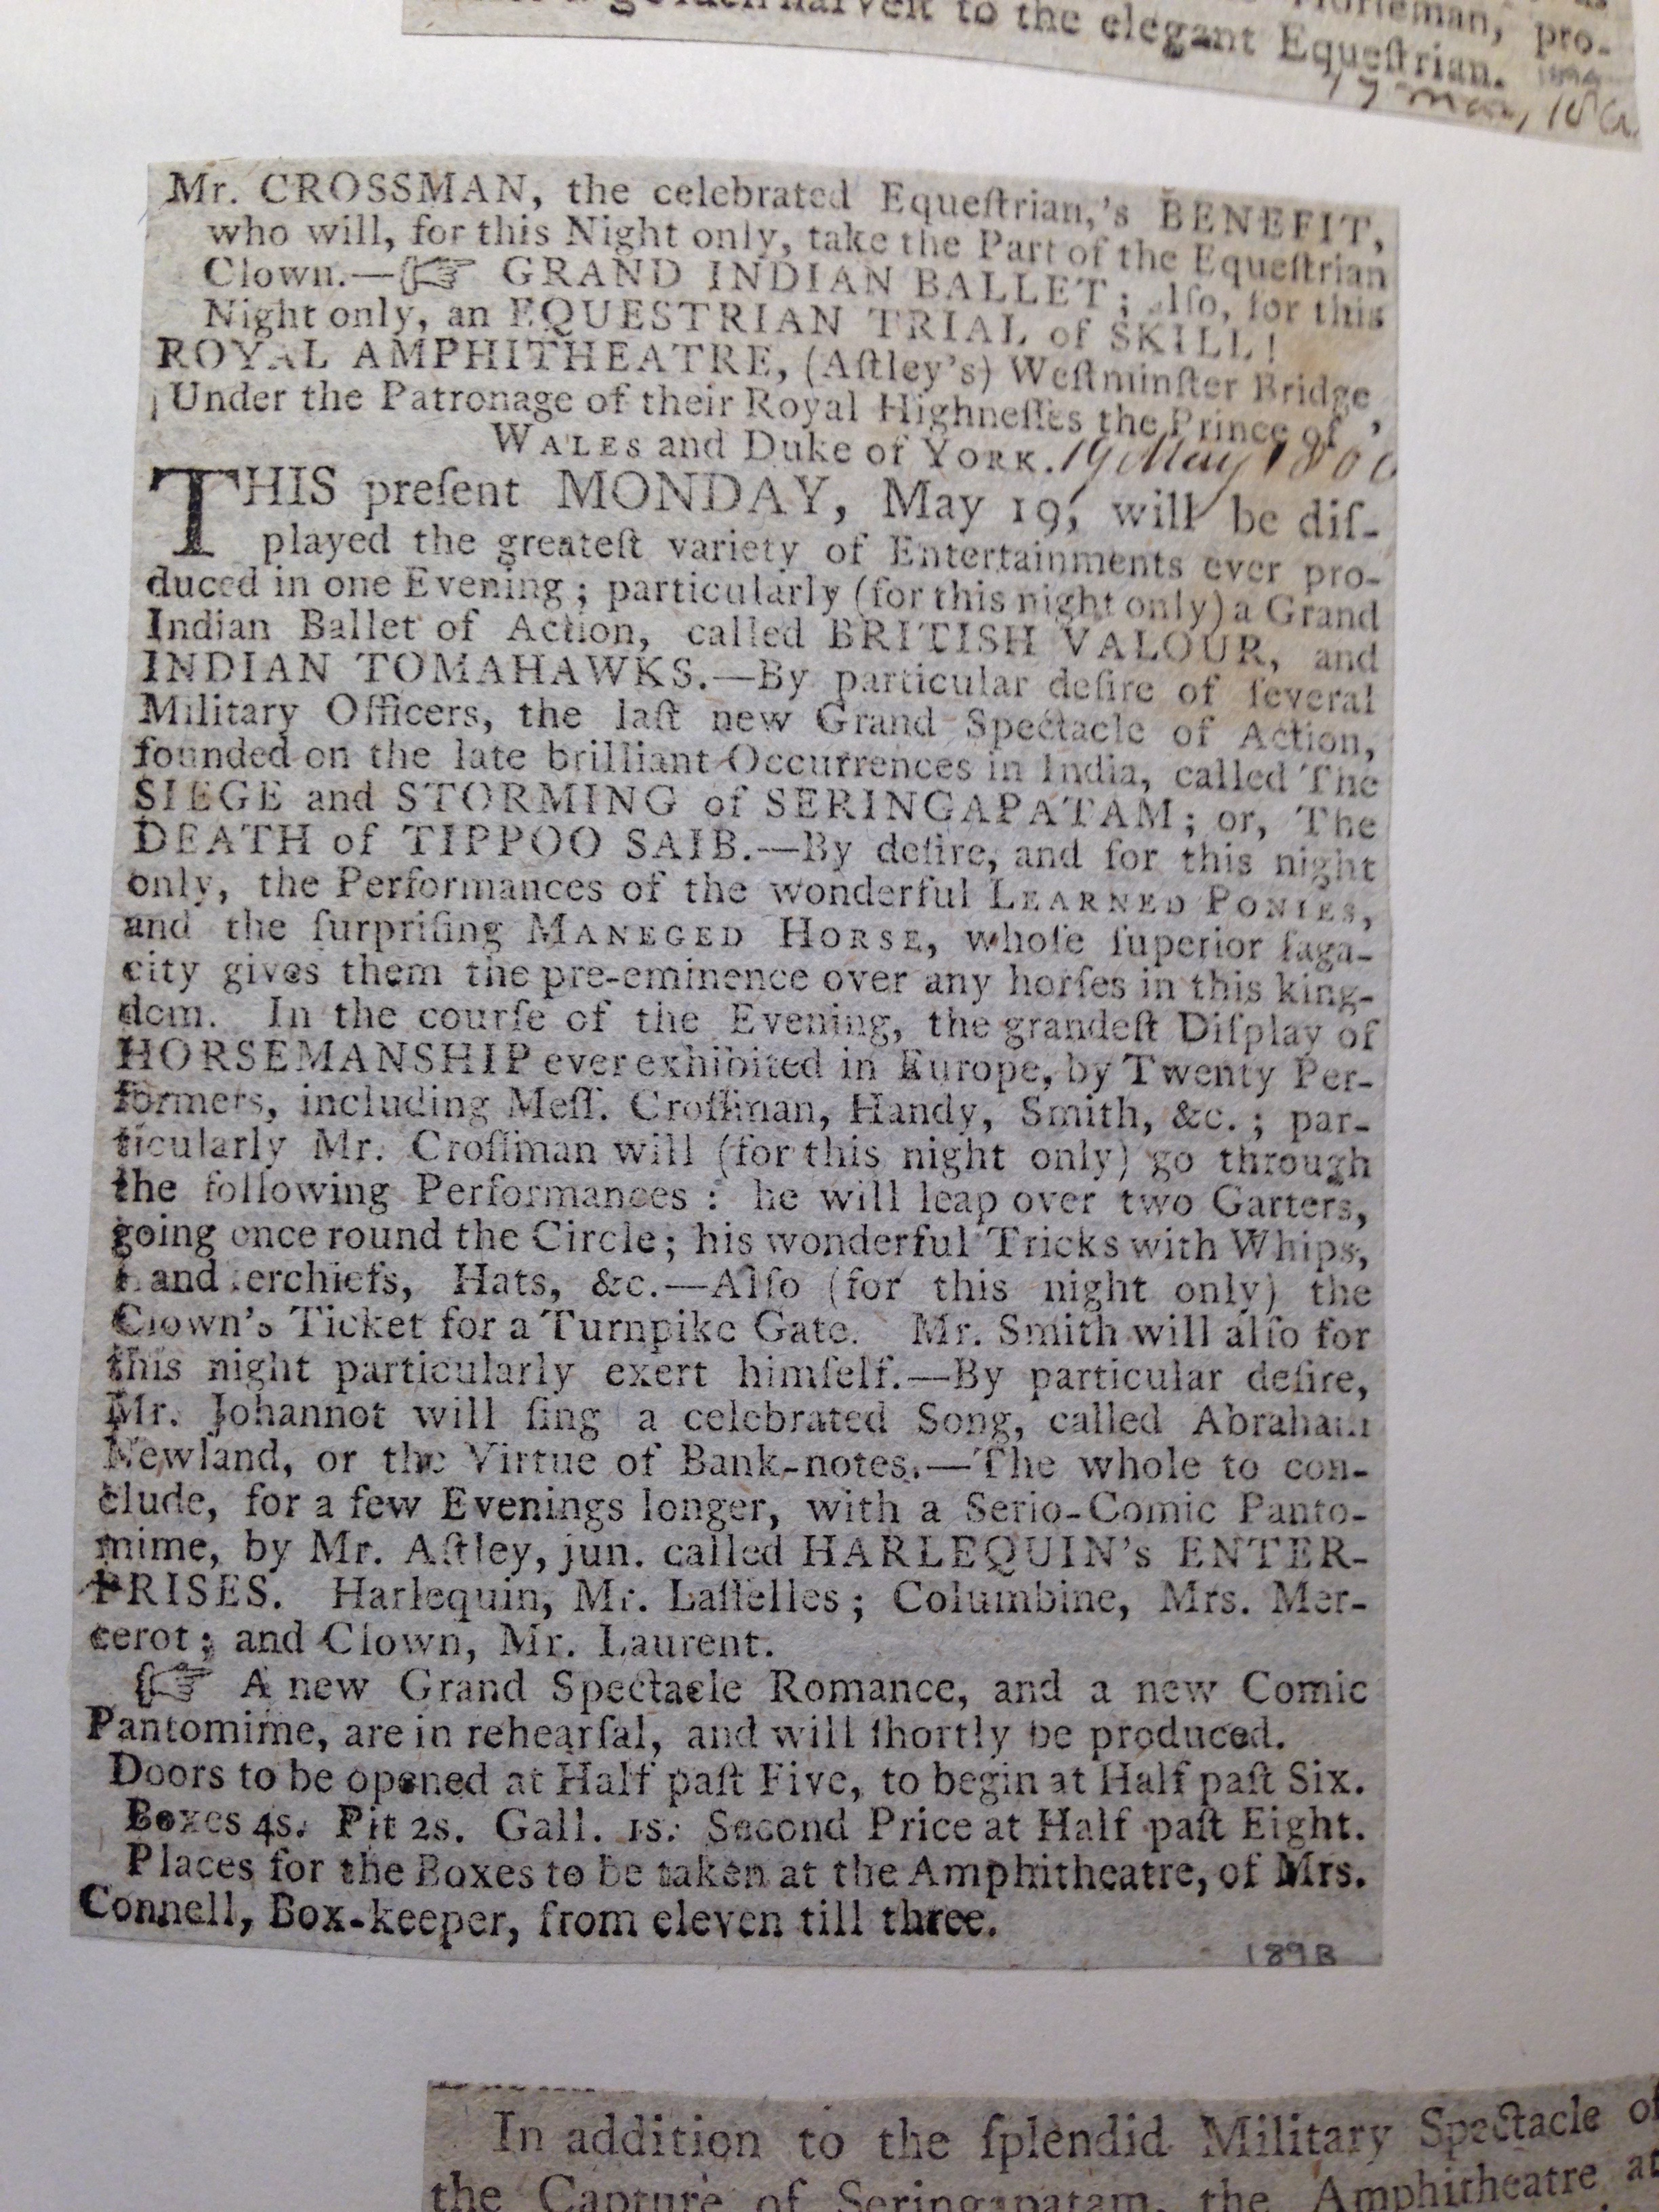 to the elegant Equeſtrian.
Horſeman, pro-
Mr. CROSSMAN, the celebrated Equeſtrian,'s BENEFIT,
who will, for this Night only, take the Part of the Equeſtrian
Clown.—☞ GRAND INDIAN BALLET; alſo, for this
Night only, an EQUESTRIAN TRIAL of SKILL!
ROYAL AMPHITHEATRE, (Aſtley's) Weſtminſter Bridge,
Under the Patronage of their Royal Highneſſes the Prince of
WALES and Duke of YORK. 19 May 1800
THIS preſent MONDAY, May 19, will be diſ-
played the greateſt variety of Entertainments ever pro-
duced in one Evening; particularly (for this night only) a Grand
Indian Ballet of Action, called BRITISH VALOUR, and
INDIAN TOMAHAWKS.—By particular deſire of ſeveral
Military Officers, the laſt new Grand Spectacle of Action,
founded on the late brilliant Occurrences in India, called The
SIEGE and STORMING of SERINGAPATAM; or, The
DEATH of TIPPOO SAIB.—By deſire, and for this night
only, the Performances of the wonderful LEARNED PONIES,
and the ſurpriſing MANEGED HORSE, whoſe ſuperior ſaga-
city gives them the pre-eminence over any horſes in this king-
dom. In the courſe of the Evening, the grandeſt Diſplay of
HORSEMANSHIP ever exhibited in Europe, by Twenty Per-
formers, including Meſſ. Croſſman, Handy, Smith, &c.; par-
ticularly Mr. Croſſman will (for this night only) go through
the following Performances: he will leap over two Garters,
going once round the Circle; his wonderful Tricks with Whips,
Handkerchiefs, Hats, &c.—Alſo (for this night only) the
Clown's Ticket for a Turnpike Gate. Mr. Smith will alſo for
this night particularly exert himſelf.—By particular deſire,
Mr. Johannot will ſing a celebrated Song, called Abraham
Newland, or the Virtue of Bank-notes.—The whole to con-
clude, for a few Evenings longer, with a Serio-Comic Panto-
mime, by Mr. Aſtley, jun. called HARLEQUIN's ENTER-
PRISES. Harlequin, Mr. Laſſelles; Columbine, Mrs. Mer-
cerot; and Clown, Mr. Laurent.
☞ A new Grand Spectacle Romance, and a new Comic
Pantomime, are in rehearſal, and will ſhortly be produced.
Doors to be opened at Half paſt Five, to begin at Half paſt Six.
Boxes 4s. Pit 2s. Gall. 1s. Second Price at Half paſt Eight.
Places for the Boxes to be taken at the Amphitheatre, of Mrs.
Connell, Box-keeper, from eleven till three.
189B
In addition to the ſplendid Military Spectacle of
the Capture of Seringapatam, the Amphitheatre at